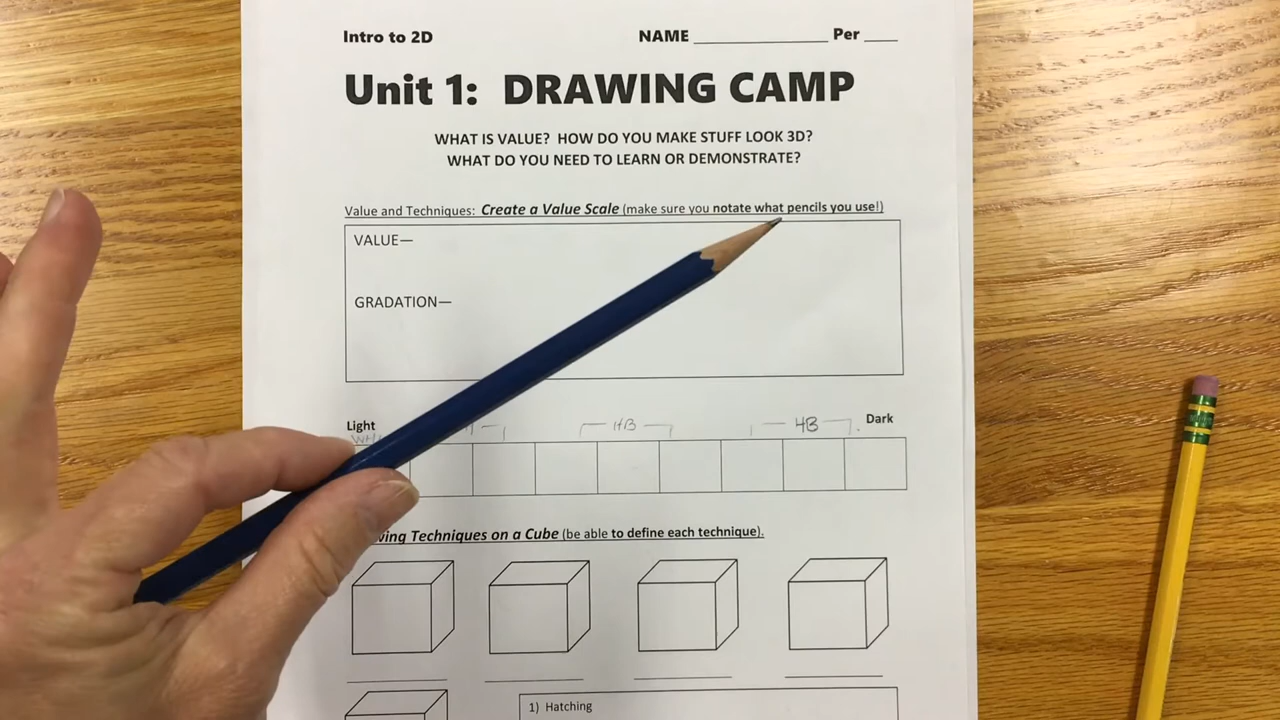 Intro to 2D NAME ____________ Per ____
Unit 1: DRAWING CAMP
WHAT IS VALUE? HOW DO YOU MAKE STUFF LOOK 3D?
WHAT DO YOU NEED TO LEARN OR DEMONSTRATE?
Value and Techniques: Create a Value Scale (make sure you notate what pencils you use!)
VALUE—
GRADATION—
Light HB 4B Dark
Techniques on a Cube (be able to define each technique).
1) Hatching